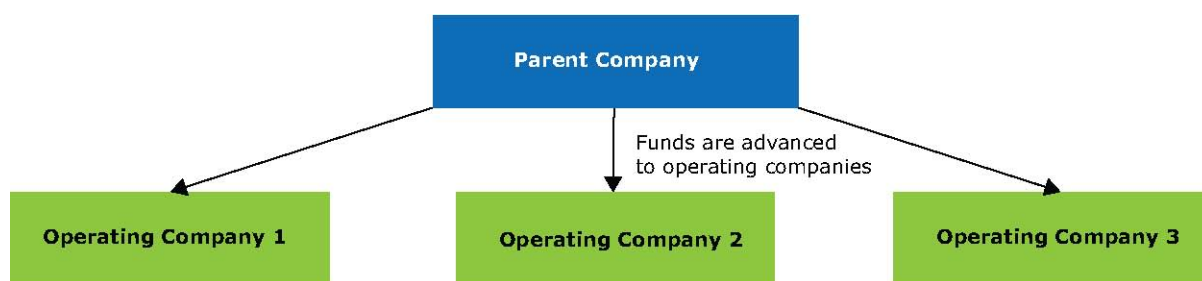 Parent Company
Funds are advanced
to operating companies
Operating Company 1
Operating Company 2
Operating Company 3